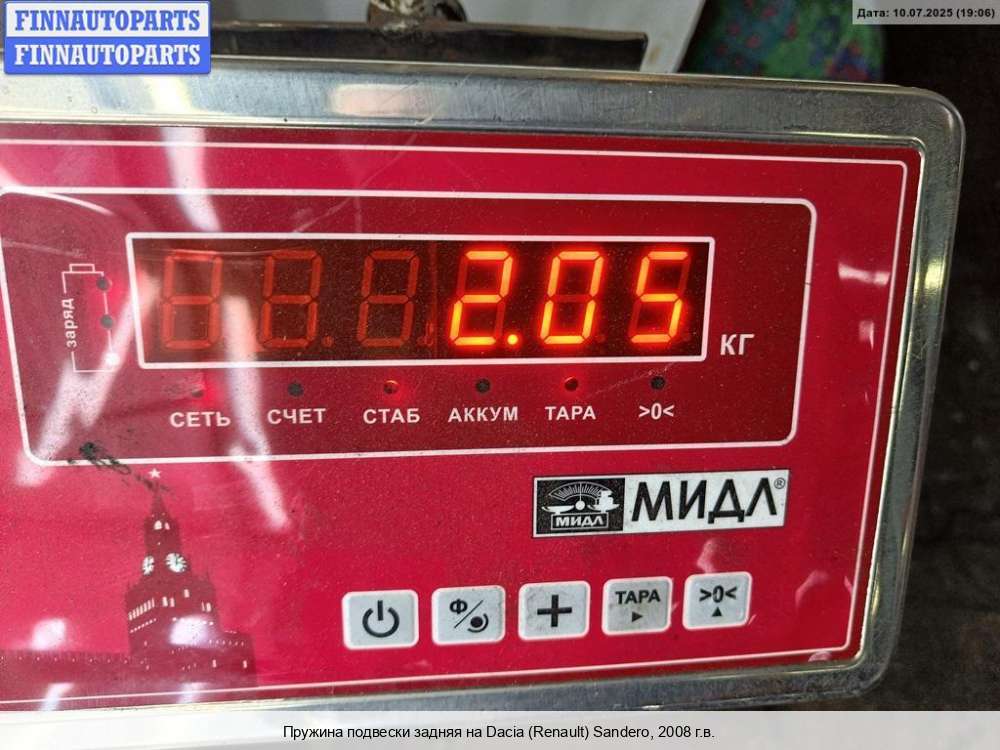 FINNAUTOPARTS
FINNAUTOPARTS
Дата: 10.07.2025 (19:06)
заряд
2.05
КГ
СЕТЬ СЧЕТ СТАБ АККУМ ТАРА >0<
МИДЛ МИДЛ®
Ф/ + ТАРА >0<
Пружина подвески задняя на Dacia (Renault) Sandero, 2008 г.в.